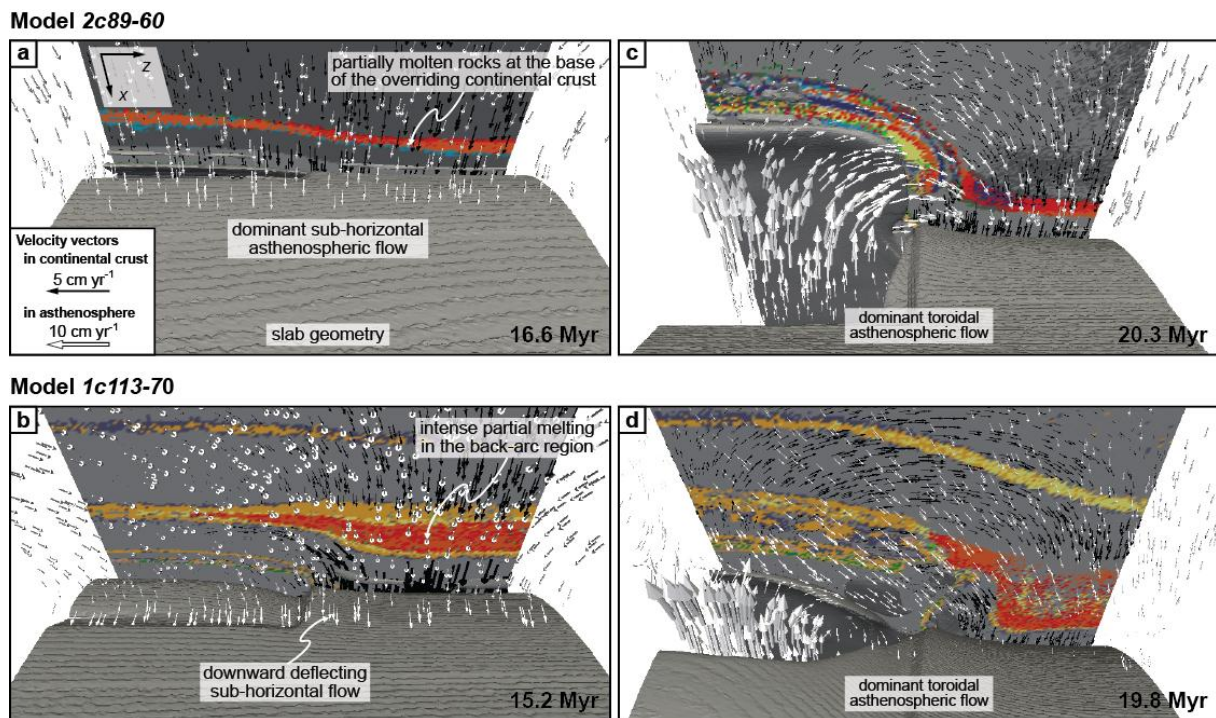 Model 2c89-60
a
z
x
partially molten rocks at the base
of the overriding continental crust
dominant sub-horizontal
asthenospheric flow
Velocity vectors
in continental crust
5 cm yr-1
in asthenosphere
10 cm yr-1
slab geometry
16.6 Myr
c
dominant toroidal
asthenospheric flow
20.3 Myr
Model 1c113-70
b
intense partial melting
in the back-arc region
downward deflecting
sub-horizontal flow
15.2 Myr
d
dominant toroidal
asthenospheric flow
19.8 Myr